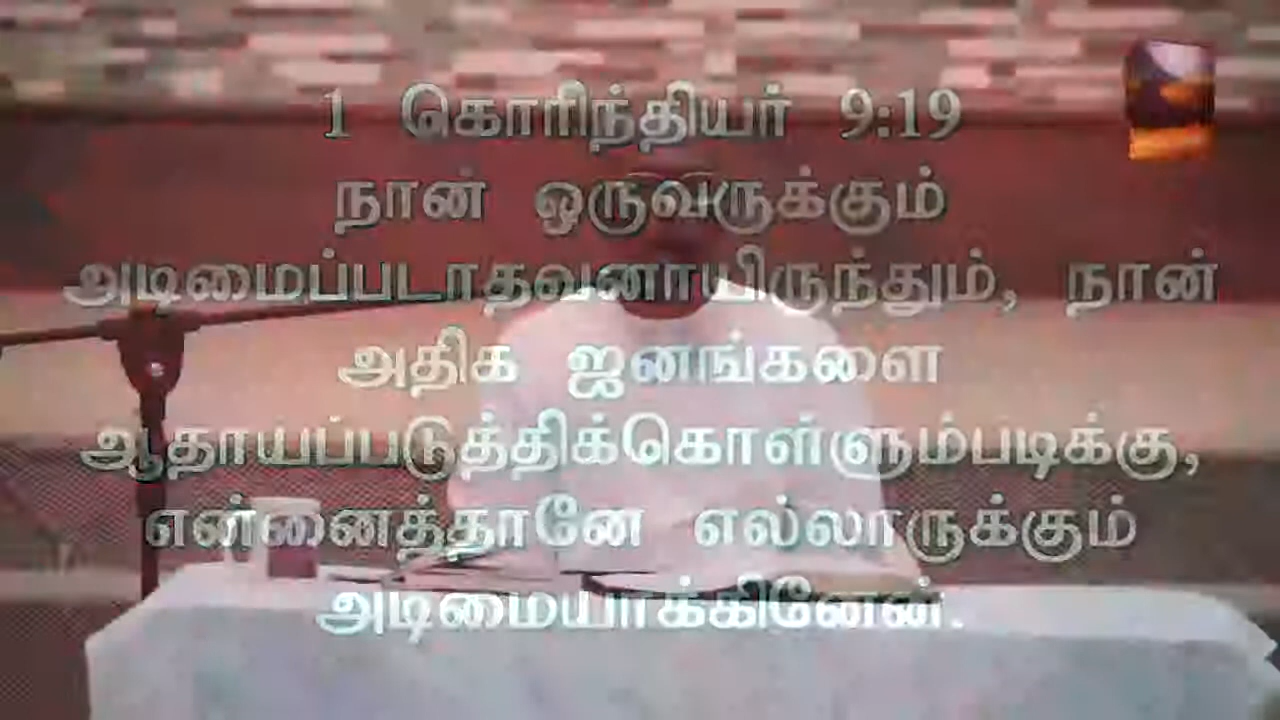 1 கொரிந்தியர் 9:19
நான் ஒருவருக்கும்
அடிமைப்படாதவனாயிருந்தும், நான்
அதிக ஜனங்களை
ஆதாயப்படுத்திக்கொள்ளும்படிக்கு,
என்னைத்தானே எல்லாருக்கும்
அடிமையாக்கினேன்.